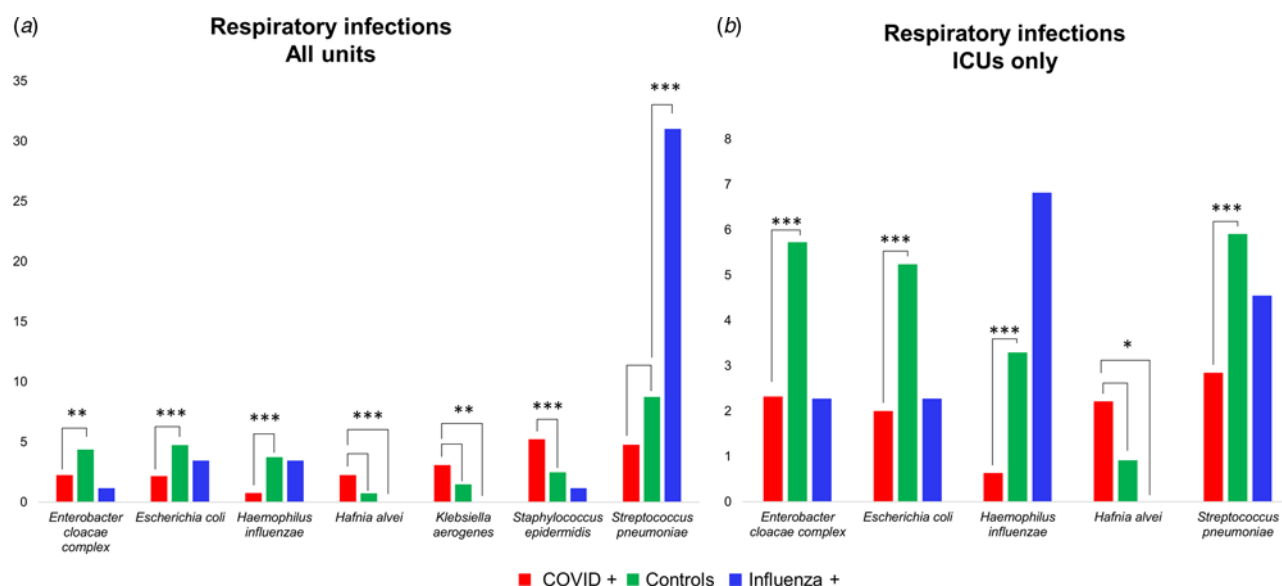 (a)
Respiratory infections
All units
35
30
25
20
15
10
5
0
**
***
***
***
**
***
***
Enterobacter
cloacae
complex
Escherichia coli
Haemophilus
influenzae
Hafnia alvei
Klebsiella
aerogenes
Staphylococcus
epidermidis
Streptococcus
pneumoniae
(b)
Respiratory infections
ICUs only
8
7
6
5
4
3
2
1
0
***
***
***
*
***
Enterobacter
cloacae complex
Escherichia coli
Haemophilus
influenzae
Hafnia alvei
Streptococcus
pneumoniae
COVID + Controls Influenza +